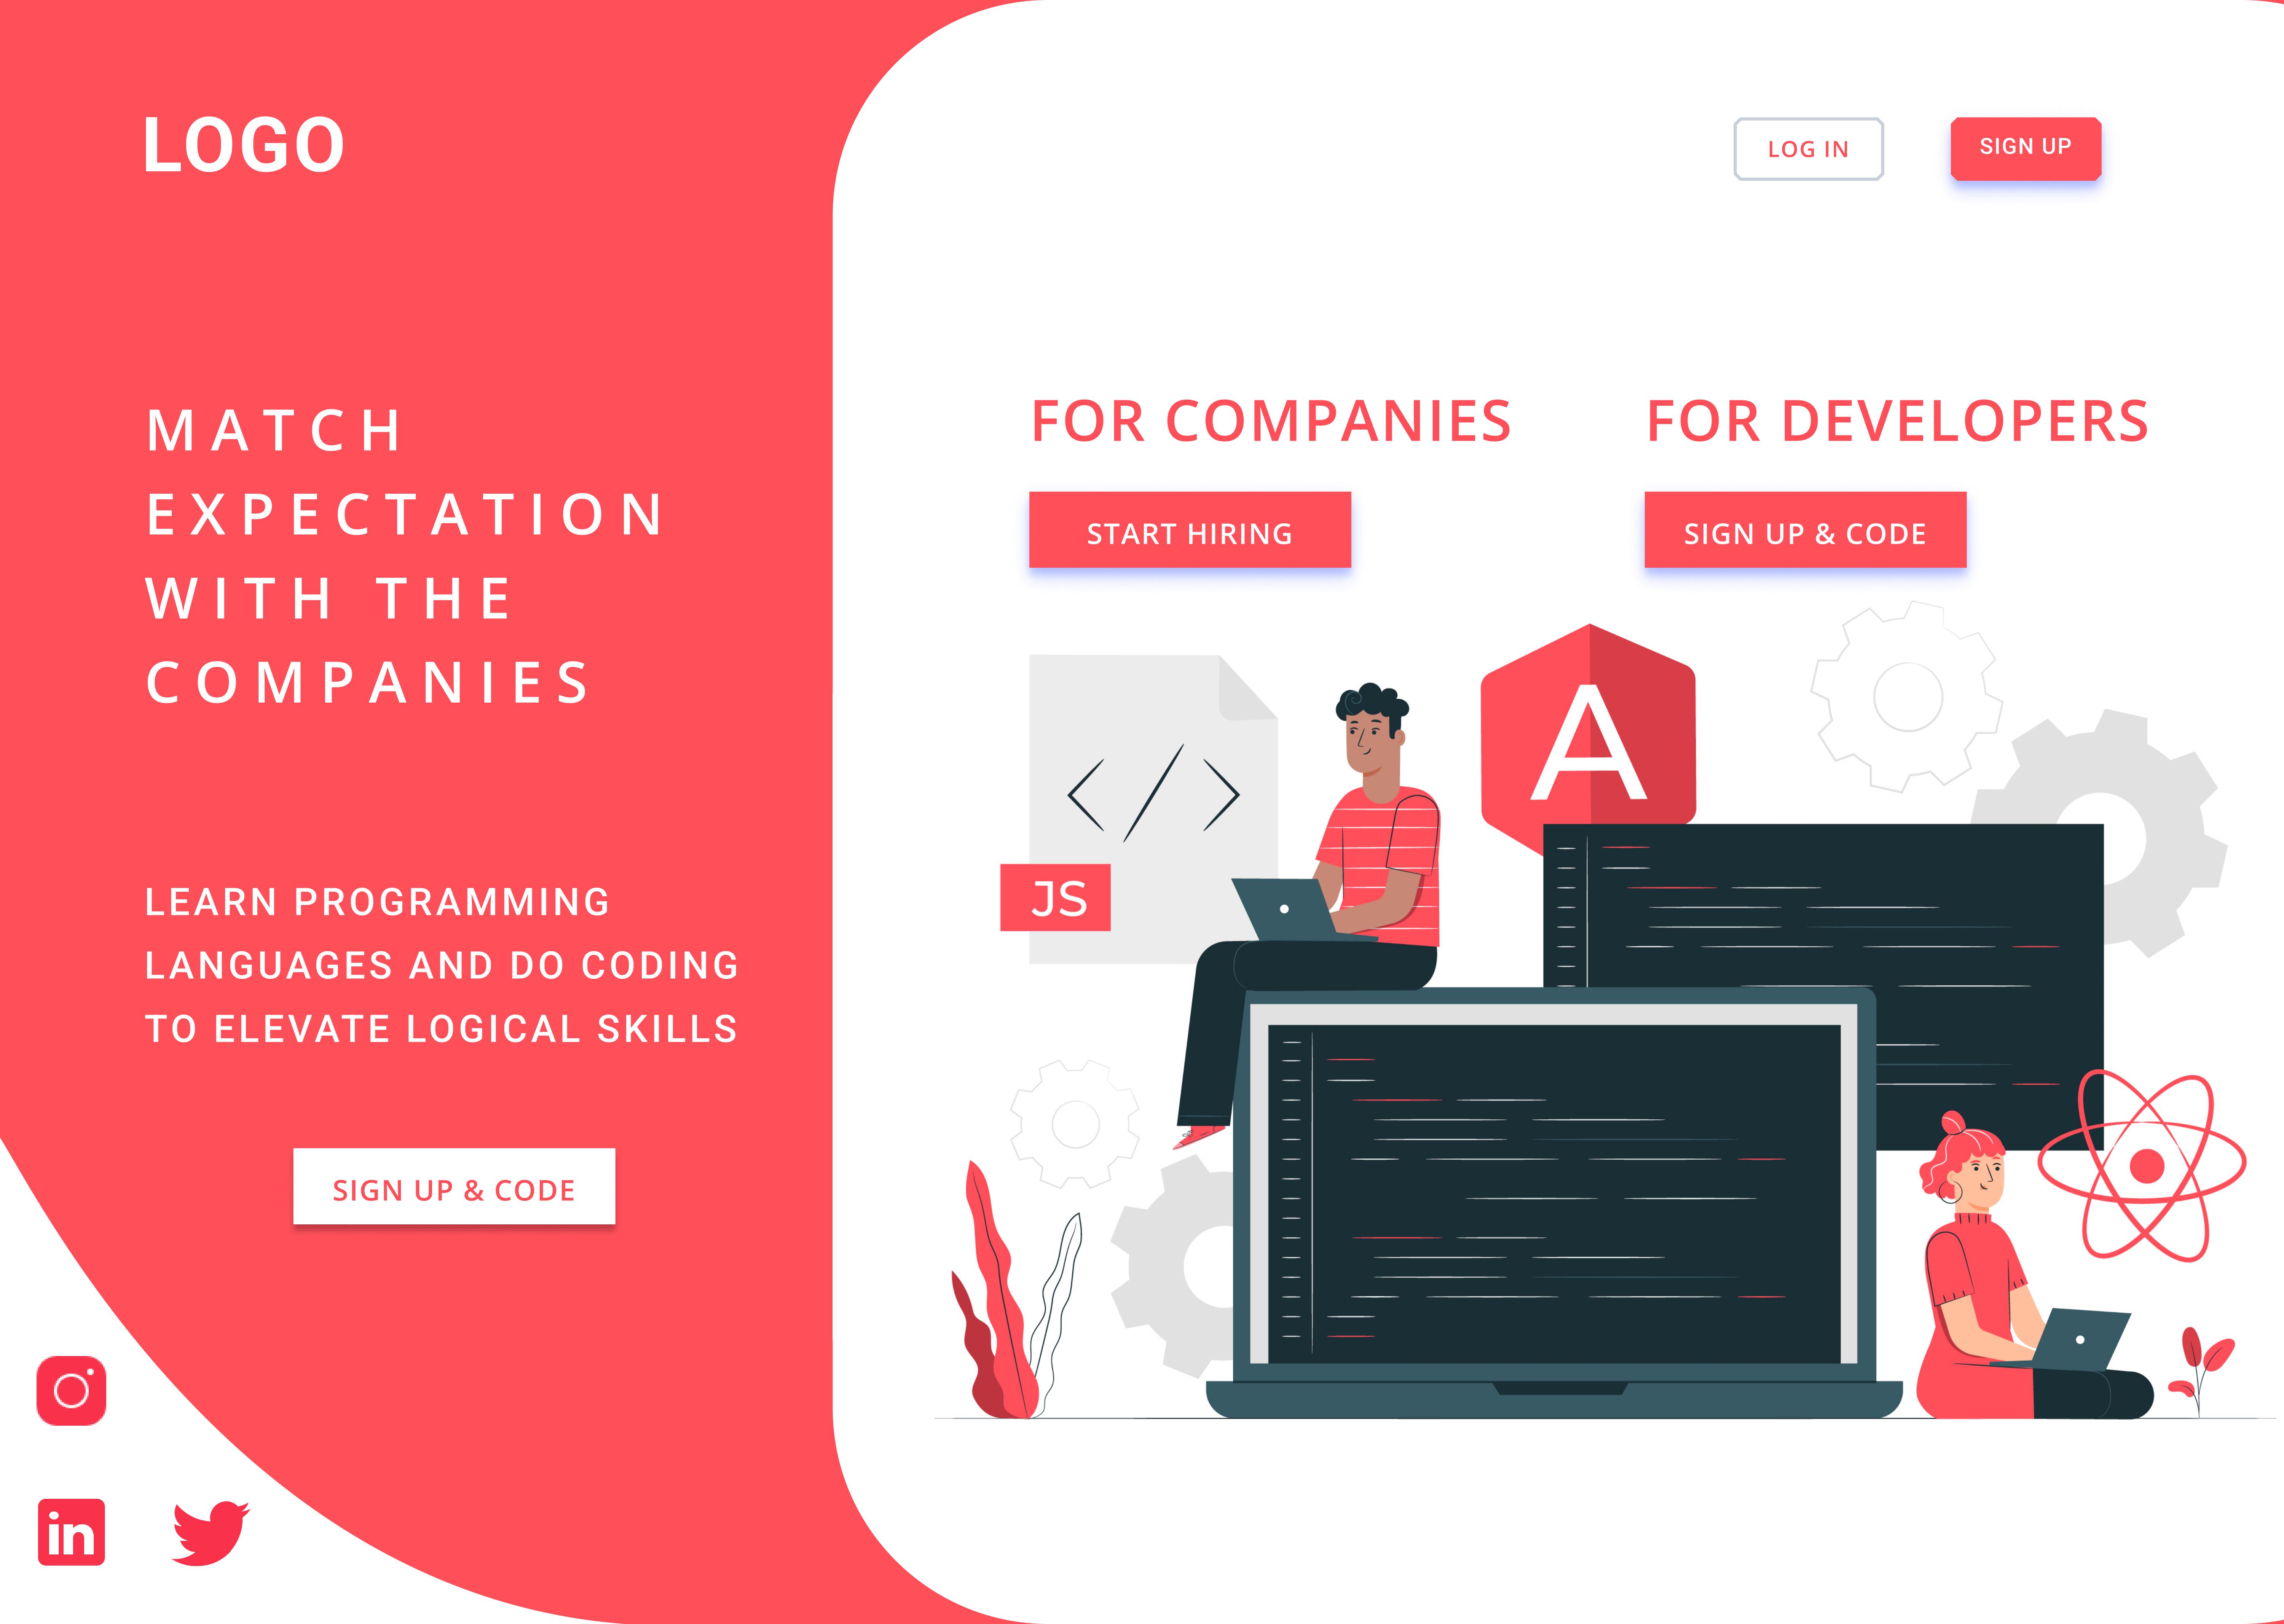 LOGO
LOG IN
SIGN UP
MATCH
EXPECTATION
WITH THE
COMPANIES
FOR COMPANIES
FOR DEVELOPERS
START HIRING
SIGN UP & CODE
</>
A
JS
LEARN PROGRAMMING
LANGUAGES AND DO CODING
TO ELEVATE LOGICAL SKILLS
SIGN UP & CODE
in